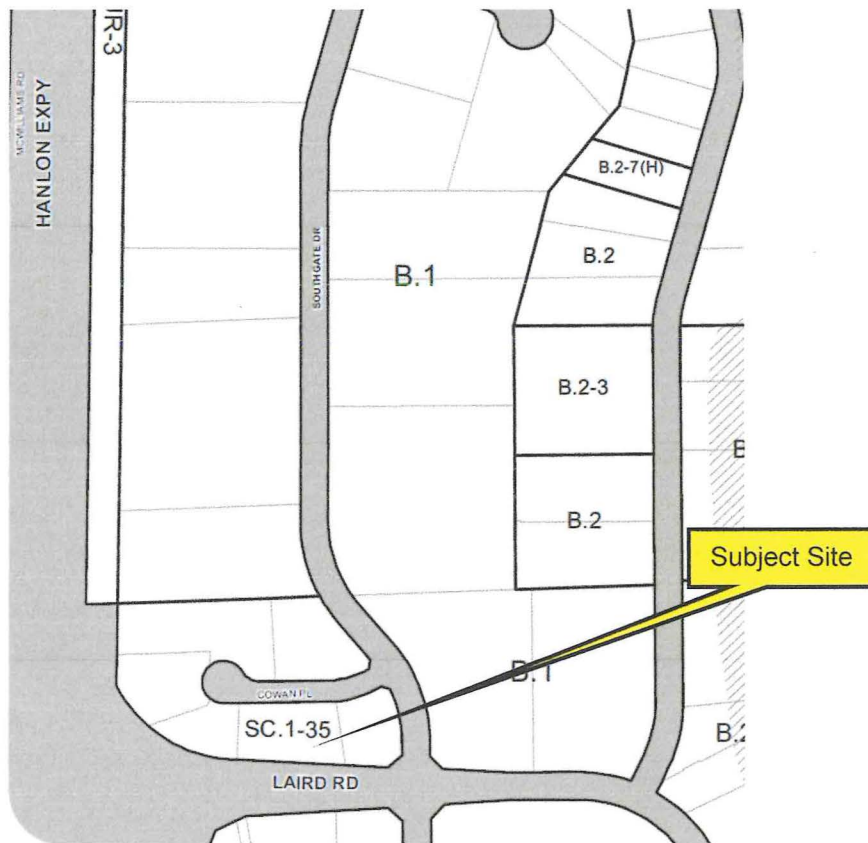 UR-3
MCWILLIAMS RD
HANLON EXPY
SOUTHGATE DR
B.1
B.2-7(H)
B.2
B.2-3
B.2
Subject Site
B.1
COWAN PL
SC.1-35
LAIRD RD